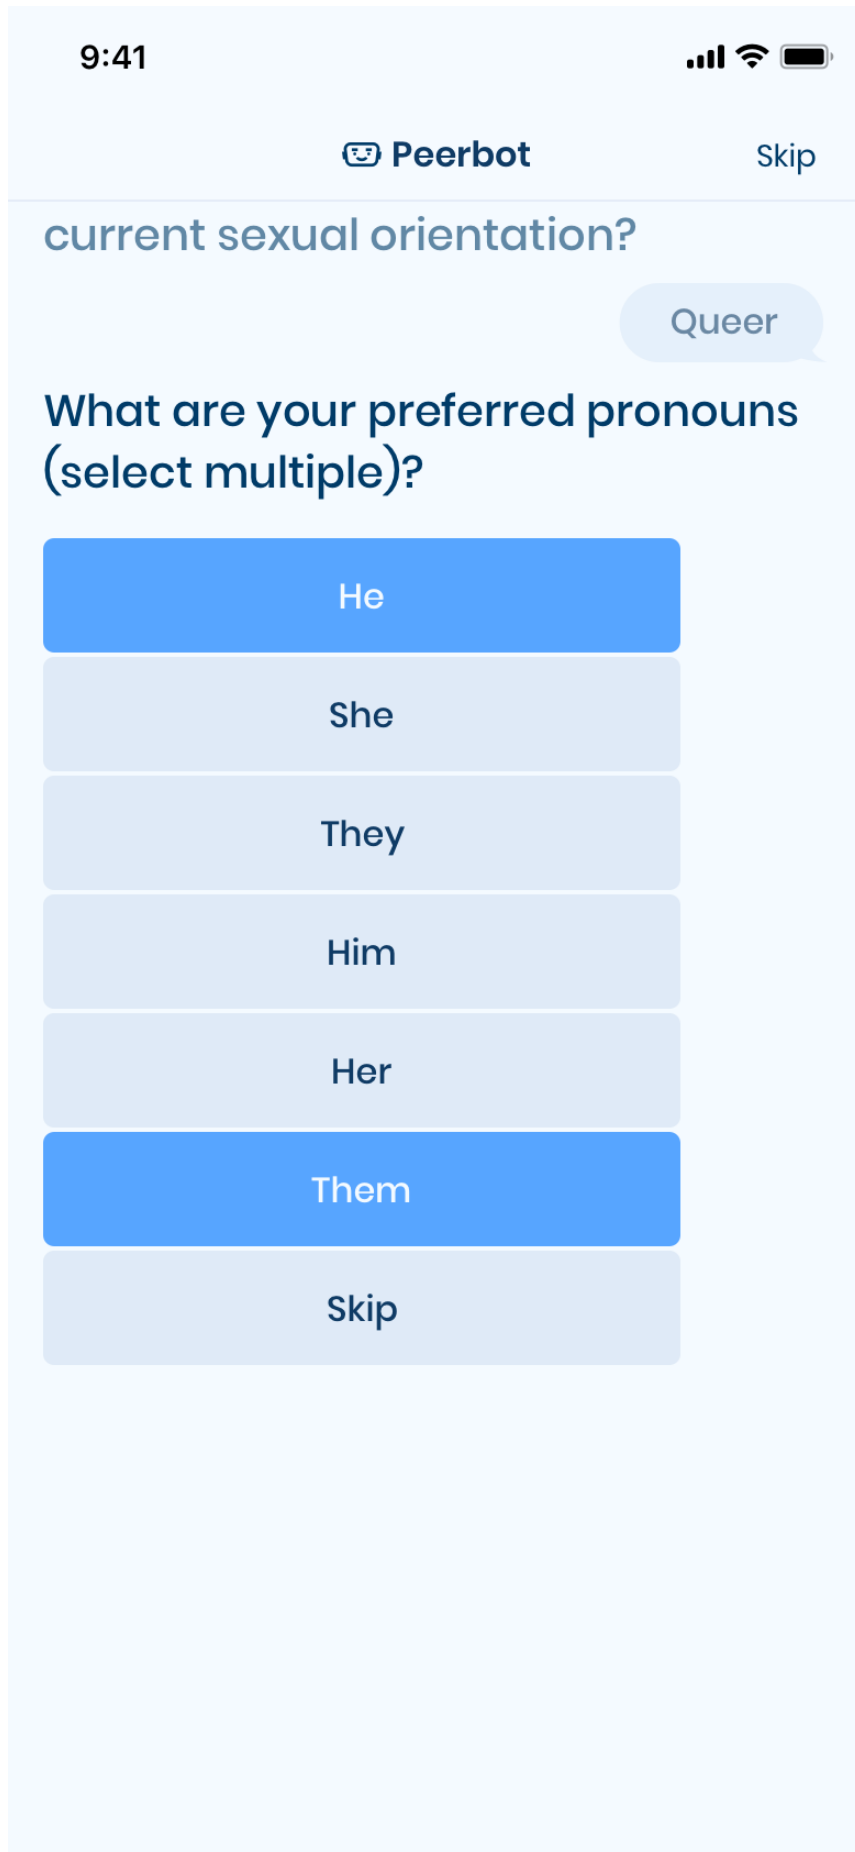 9:41
Peerbot
Skip
current sexual orientation?
Queer
What are your preferred pronouns
(select multiple)?
He
She
They
Him
Her
Them
Skip